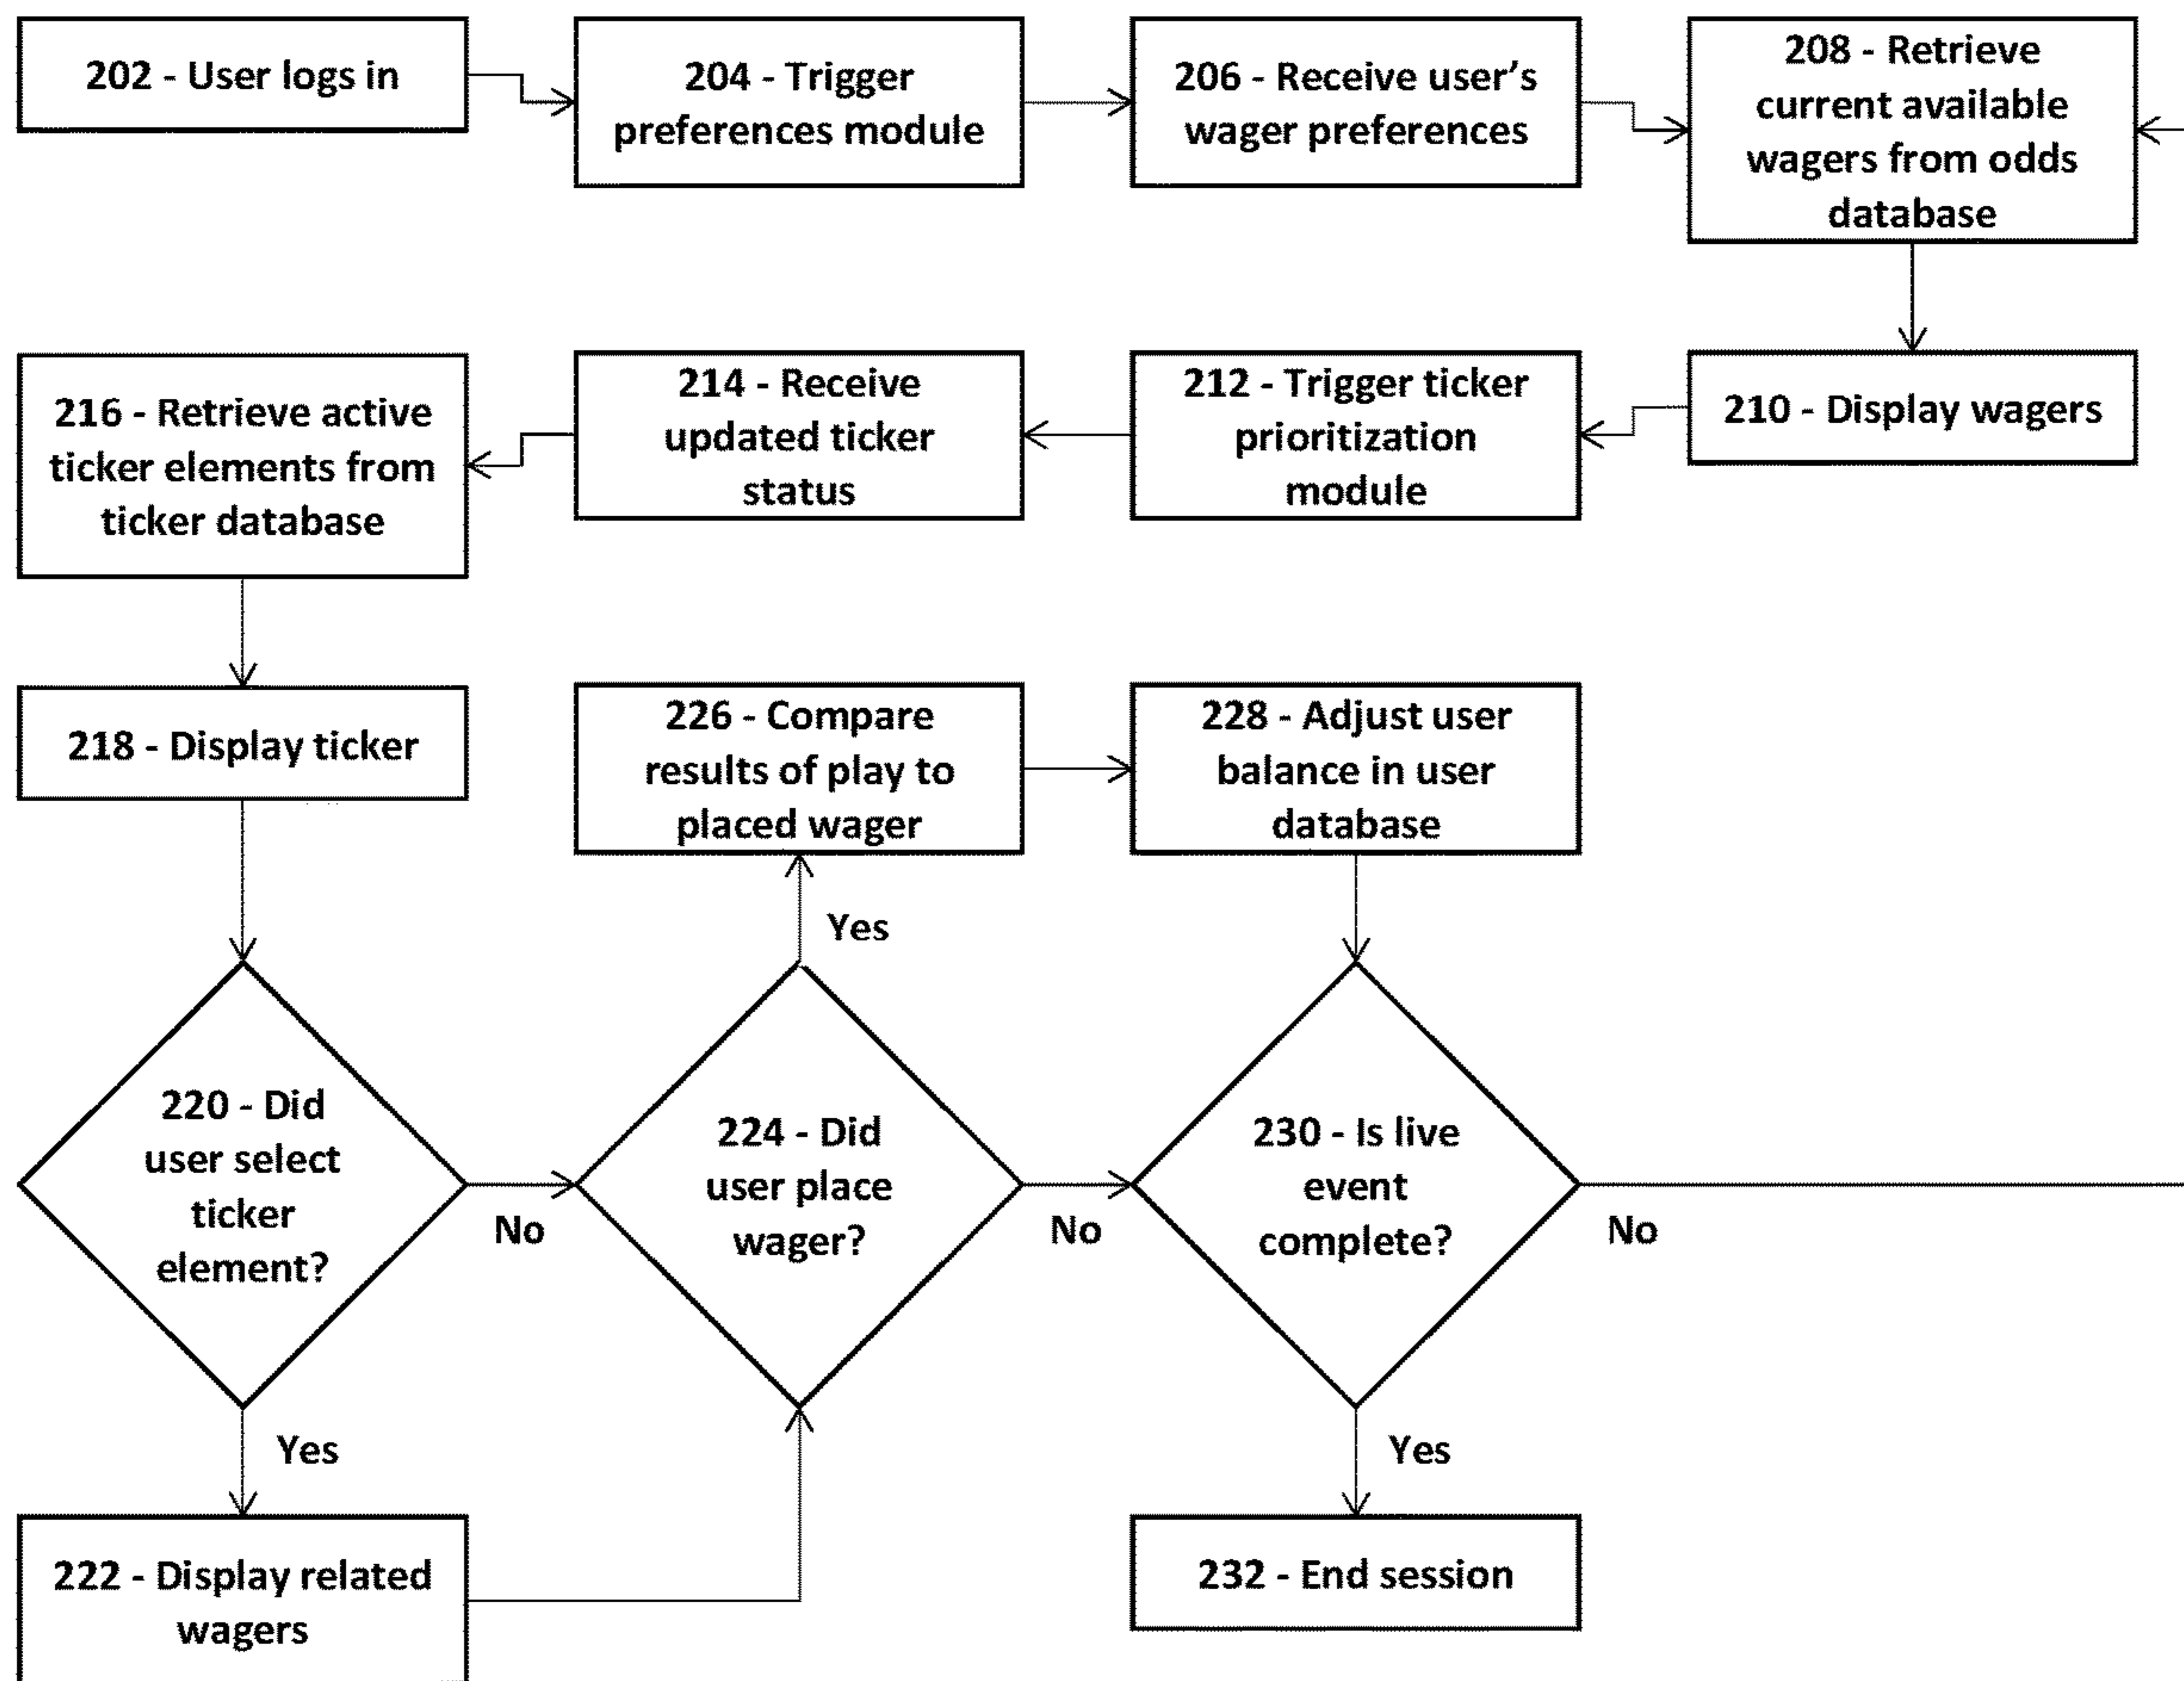 202 - User logs in
204 - Trigger
preferences module
206 - Receive user's
wager preferences
208 - Retrieve
current available
wagers from odds
database
216 - Retrieve active
ticker elements from
ticker database
214 - Receive
updated ticker
status
212 - Trigger ticker
prioritization
module
210 - Display wagers
218 - Display ticker
226 - Compare
results of play to
placed wager
228 - Adjust user
balance in user
database
Yes
220 - Did
user select
ticker
element?
No
224 - Did
user place
wager?
No
230 - Is live
event
complete?
No
Yes
Yes
222 - Display related
wagers
232 - End session